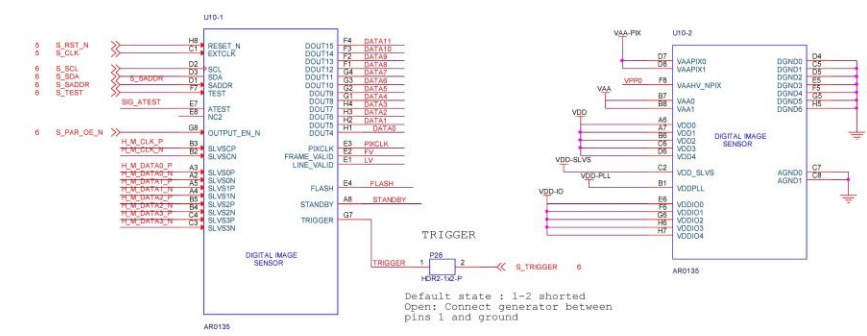 U10-1
5 S_RST_N H8 RESET_N
5 S_CLK C1 EXTCLK
6 S_SCL D2 SCL
6 S_SDA D3 SDA
6 S_SADDR S_SADDR D1 SADDR
6 S_TEST F7 TEST
SIG_ATEST E7 ATEST
E8 NC2
6 S_PAR_OE_N G8 OUTPUT_EN_N
H_M_CLK_P B3 SLVSCP
H_M_CLK_N B2 SLVSCN
H_M_DATA0_P A3 SLVS0P
H_M_DATA0_N A2 SLVS0N
H_M_DATA1_P A5 SLVS1P
H_M_DATA1_N A4 SLVS1N
H_M_DATA2_P B5 SLVS2P
H_M_DATA2_N B4 SLVS2N
H_M_DATA3_P C4 SLVS3P
H_M_DATA3_N C3 SLVS3N
DOUT15 F4 DATA11
DOUT14 F3 DATA10
DOUT13 F2 DATA9
DOUT12 F1 DATA8
DOUT11 G4 DATA7
DOUT10 G3 DATA6
DOUT9 G2 DATA5
DOUT8 G1 DATA4
DOUT7 H4 DATA3
DOUT6 H3 DATA2
DOUT5 H2 DATA1
DOUT4 H1 DATA0
PIXCLK E3 PIXCLK
FRAME_VALID E2 FV
LINE_VALID E1 LV
FLASH E4 FLASH
STANDBY A8 STANDBY
TRIGGER G7
DIGITAL IMAGE
SENSOR
AR0135
TRIGGER
P28
TRIGGER 1 2 S_TRIGGER 6
HDR2-1x2-P
Default state : 1-2 shorted
Open: Connect generator between
pins 1 and ground
U10-2
VAA-PIX
D7 VAAPIX0
D8 VAAPIX1
VPP0 F8 VAAHV_NPIX
VAA
B7 VAA0
B8 VAA1
VDD
A6 VDD0
A7 VDD1
B6 VDD2
C6 VDD3
D6 VDD4
VDD-SLVS
C2 VDD_SLVS
VDD-PLL
B1 VDDPLL
VDD-IO
E6 VDDIO0
F6 VDDIO1
G6 VDDIO2
H6 VDDIO3
H7 VDDIO4
DGND0 D4
DGND1 C5
DGND2 D5
DGND3 E5
DGND4 F5
DGND5 G5
DGND6 H5
AGND0 C7
AGND1 C8
DIGITAL IMAGE
SENSOR
AR0135